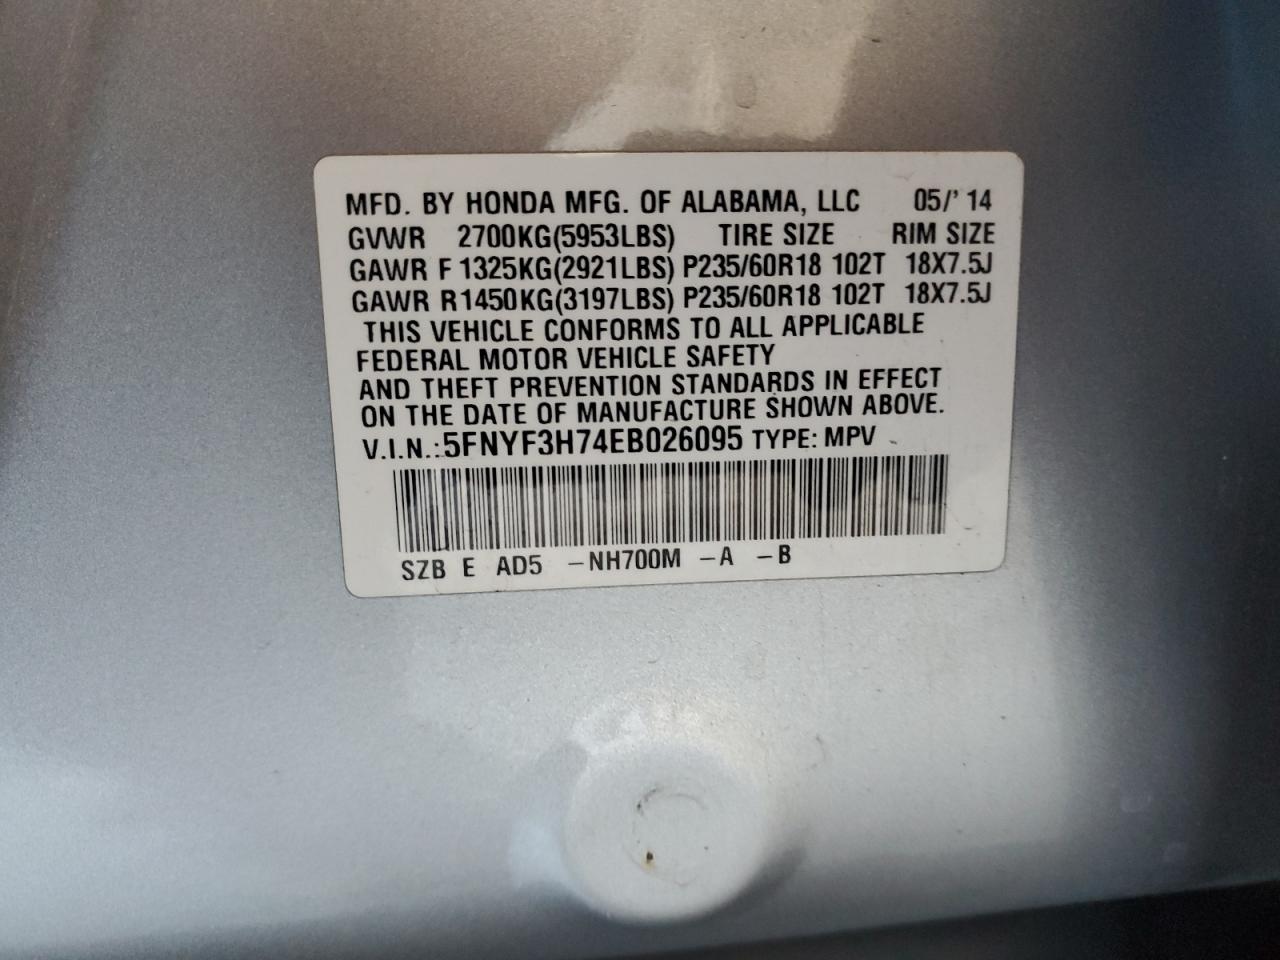 MFD. BY HONDA MFG. OF ALABAMA, LLC 05/' 14
GVWR 2700KG(5953LBS) TIRE SIZE RIM SIZE
GAWR F 1325KG(2921LBS) P235/60R18 102T 18X7.5J
GAWR R1450KG(3197LBS) P235/60R18 102T 18X7.5J
THIS VEHICLE CONFORMS TO ALL APPLICABLE
FEDERAL MOTOR VEHICLE SAFETY
AND THEFT PREVENTION STANDARDS IN EFFECT
ON THE DATE OF MANUFACTURE SHOWN ABOVE.
V.I.N.:5FNYF3H74EB026095 TYPE: MPV
SZB E AD5 -NH700M -A -B